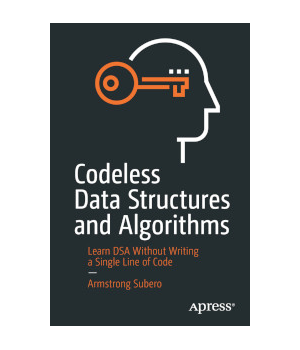 Codeless
Data Structures
and Algorithms
Learn DSA Without Writing
a Single Line of Code
—
Armstrong Subero
Apress®